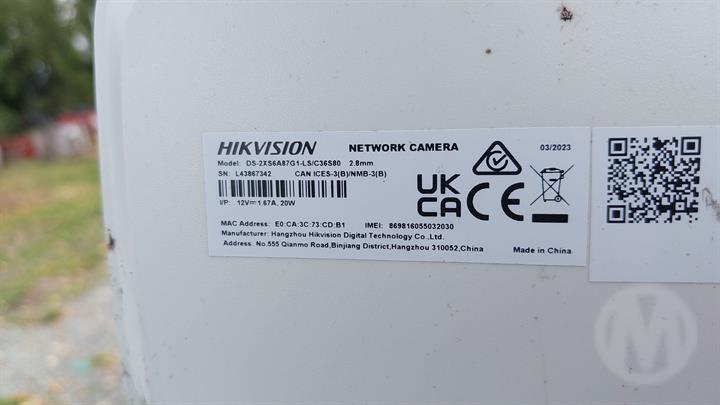 HIKVISION NETWORK CAMERA 03/2023
Model: DS-2XS6A87G1-LS/C36S80 2.8mm
SN: L43867342 CAN ICES-3(B)/NMB-3(B)
I/P: 12V⎓1.67A, 20W
UK
CA
CE
MAC Address: E0:CA:3C:73:CD:B1 IMEI: 869816055032030
Manufacturer: Hangzhou Hikvision Digital Technology Co.,Ltd.
Address: No.555 Qianmo Road,Binjiang District,Hangzhou 310052,China Made in China
M